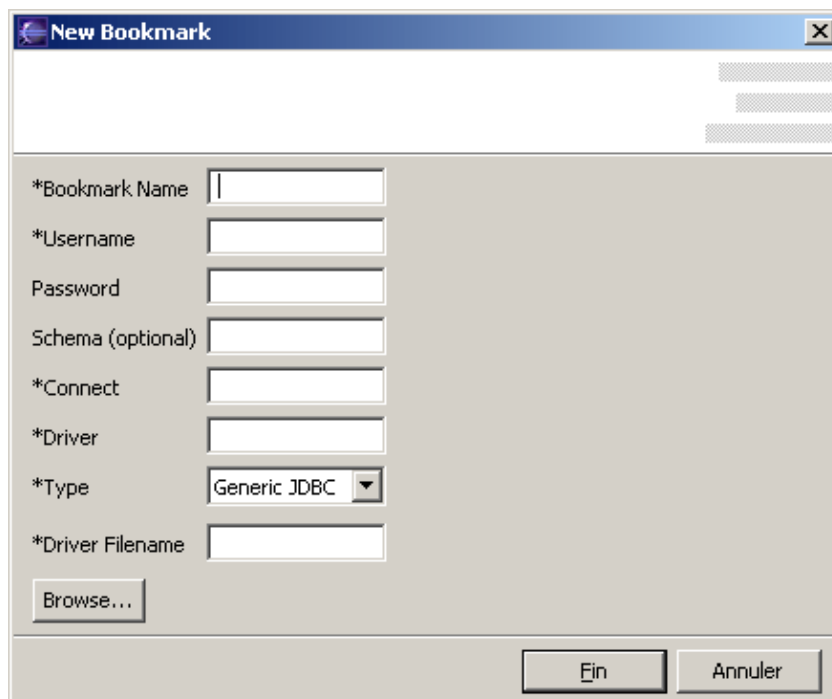 New Bookmark
*Bookmark Name
*Username
Password
Schema (optional)
*Connect
*Driver
*Type Generic JDBC
*Driver Filename
Browse...
Fin Annuler